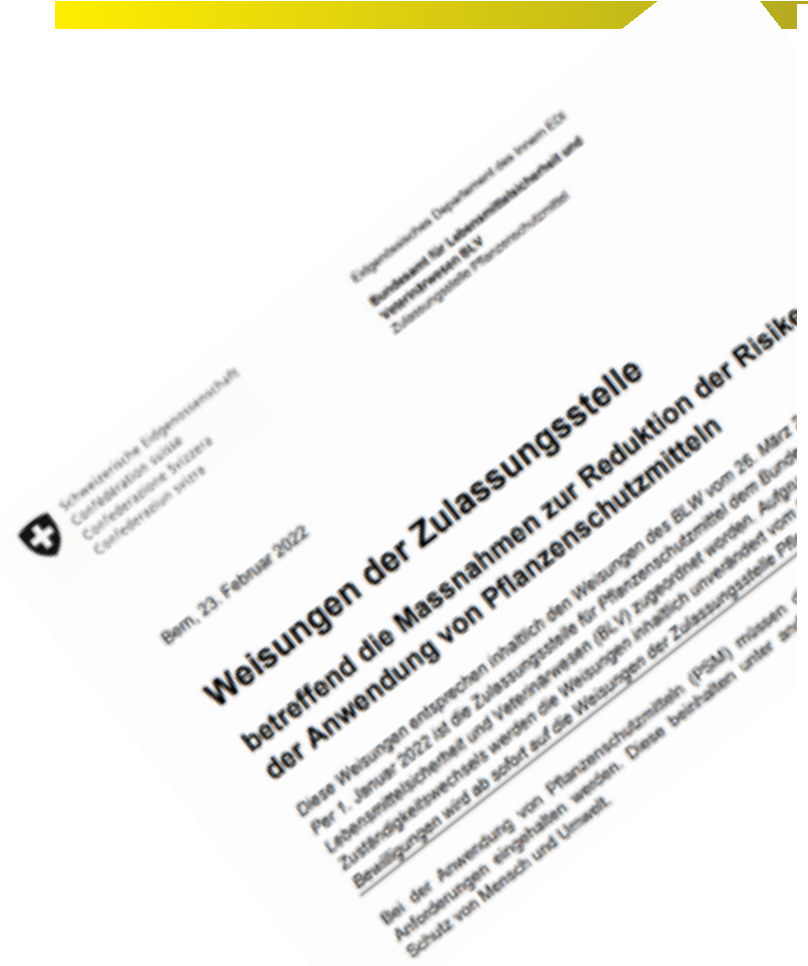 Schweizerische Eidgenossenschaft
Confédération suisse
Confederazione Svizzera
Confederaziun svizra
Eidgenössisches Departement des Innern EDI
Bundesamt für Lebensmittelsicherheit und
Veterinärwesen BLV
Zulassungsstelle Pflanzenschutzmittel
Bern, 23. Februar 2022
Weisungen der Zulassungsstelle
betreffend die Massnahmen zur Reduktion der Risike
der Anwendung von Pflanzenschutzmitteln
Diese Weisungen entsprechen inhaltlich den Weisungen des BLW vom 26. März
Per 1. Januar 2022 ist die Zulassungsstelle für Pflanzenschutzmittel dem Bunde
Lebensmittelsicherheit und Veterinärwesen (BLV) zugeordnet worden. Aufgru
Zuständigkeitswechsels werden die Weisungen inhaltlich unverändert vom
Bewilligungen wird ab sofort auf die Weisungen der Zulassungsstelle Pfl
Bei der Anwendung von Pflanzenschutzmitteln (PSM) müssen
Anforderungen eingehalten werden. Diese beinhalten unter
Schutz von Mensch und Umwelt.